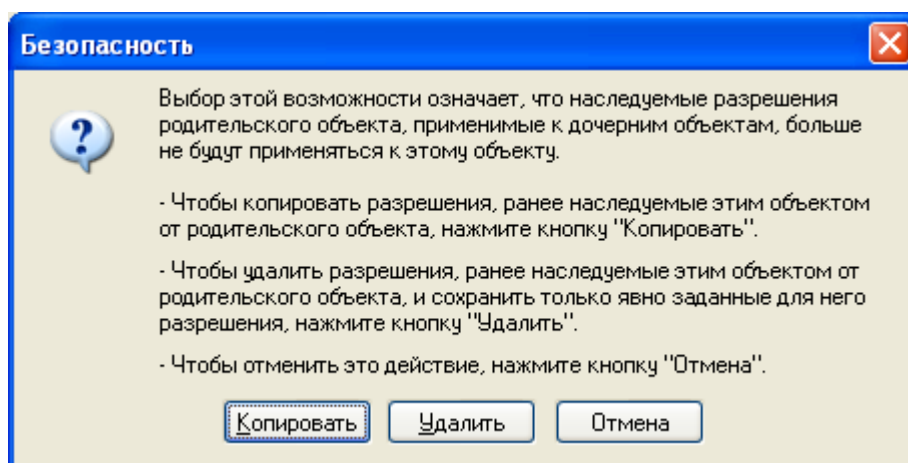 Безопасность
Выбор этой возможности означает, что наследуемые разрешения
родительского объекта, применимые к дочерним объектам, больше
не будут применяться к этому объекту.
- Чтобы копировать разрешения, ранее наследуемые этим объектом
от родительского объекта, нажмите кнопку "Копировать".
- Чтобы удалить разрешения, ранее наследуемые этим объектом от
родительского объекта, и сохранить только явно заданные для него
разрешения, нажмите кнопку "Удалить".
- Чтобы отменить это действие, нажмите кнопку "Отмена".
Копировать Удалить Отмена